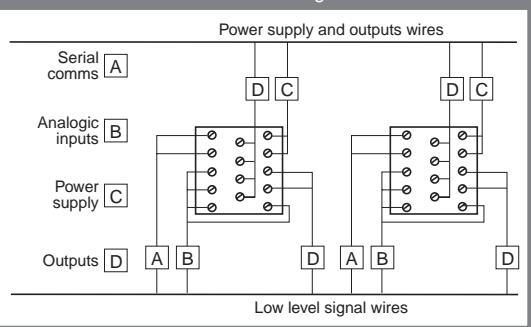 Power supply and outputs wires
Serial comms A
D C
D C
Analogic inputs B
Power supply C
Outputs D
A B
D
A B
D
Low level signal wires